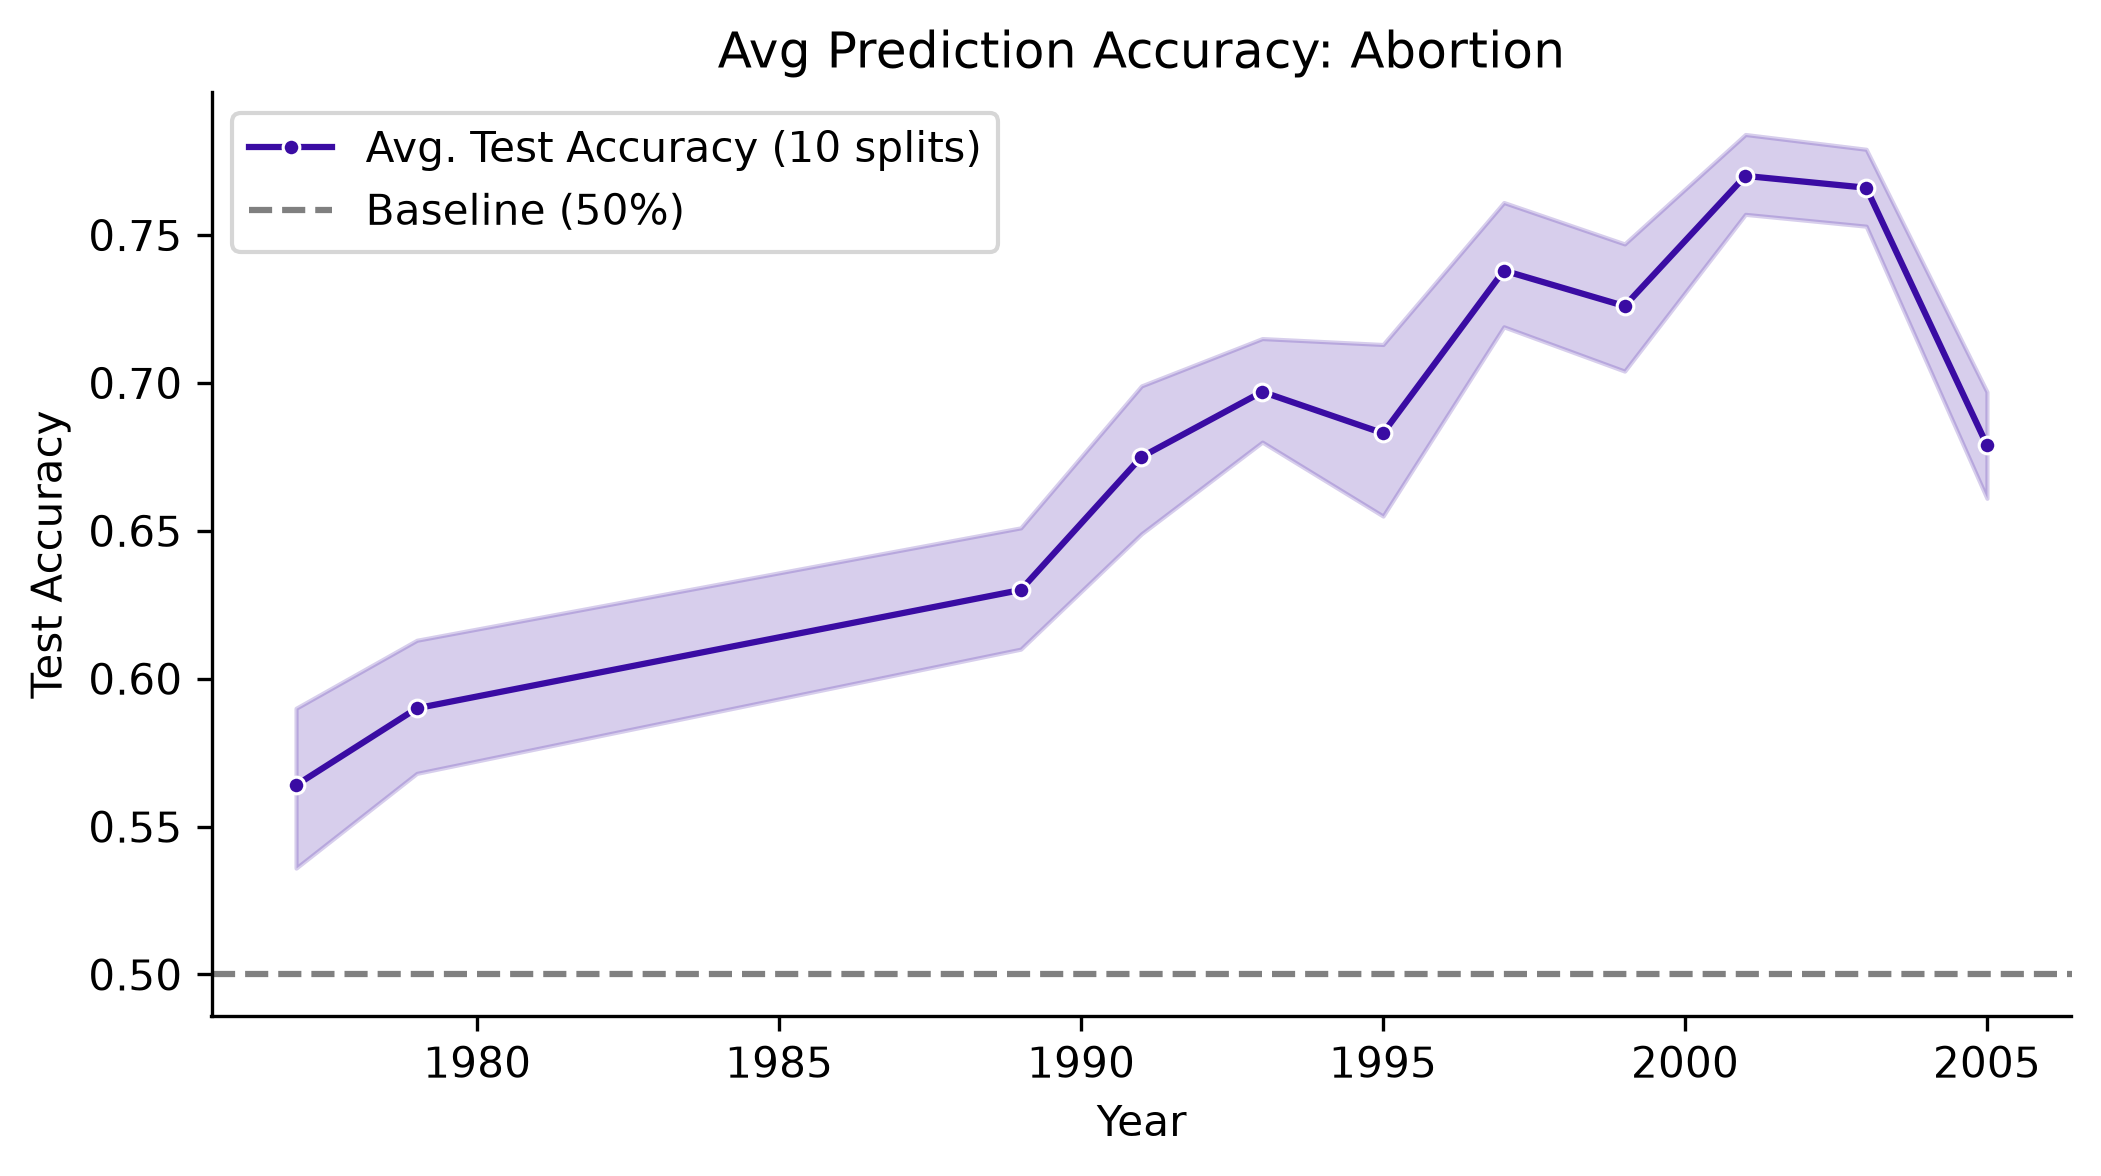 Avg Prediction Accuracy: Abortion
Avg. Test Accuracy (10 splits)
Baseline (50%)
Test Accuracy
0.75
0.70
0.65
0.60
0.55
0.50
1980 1985 1990 1995 2000 2005
Year